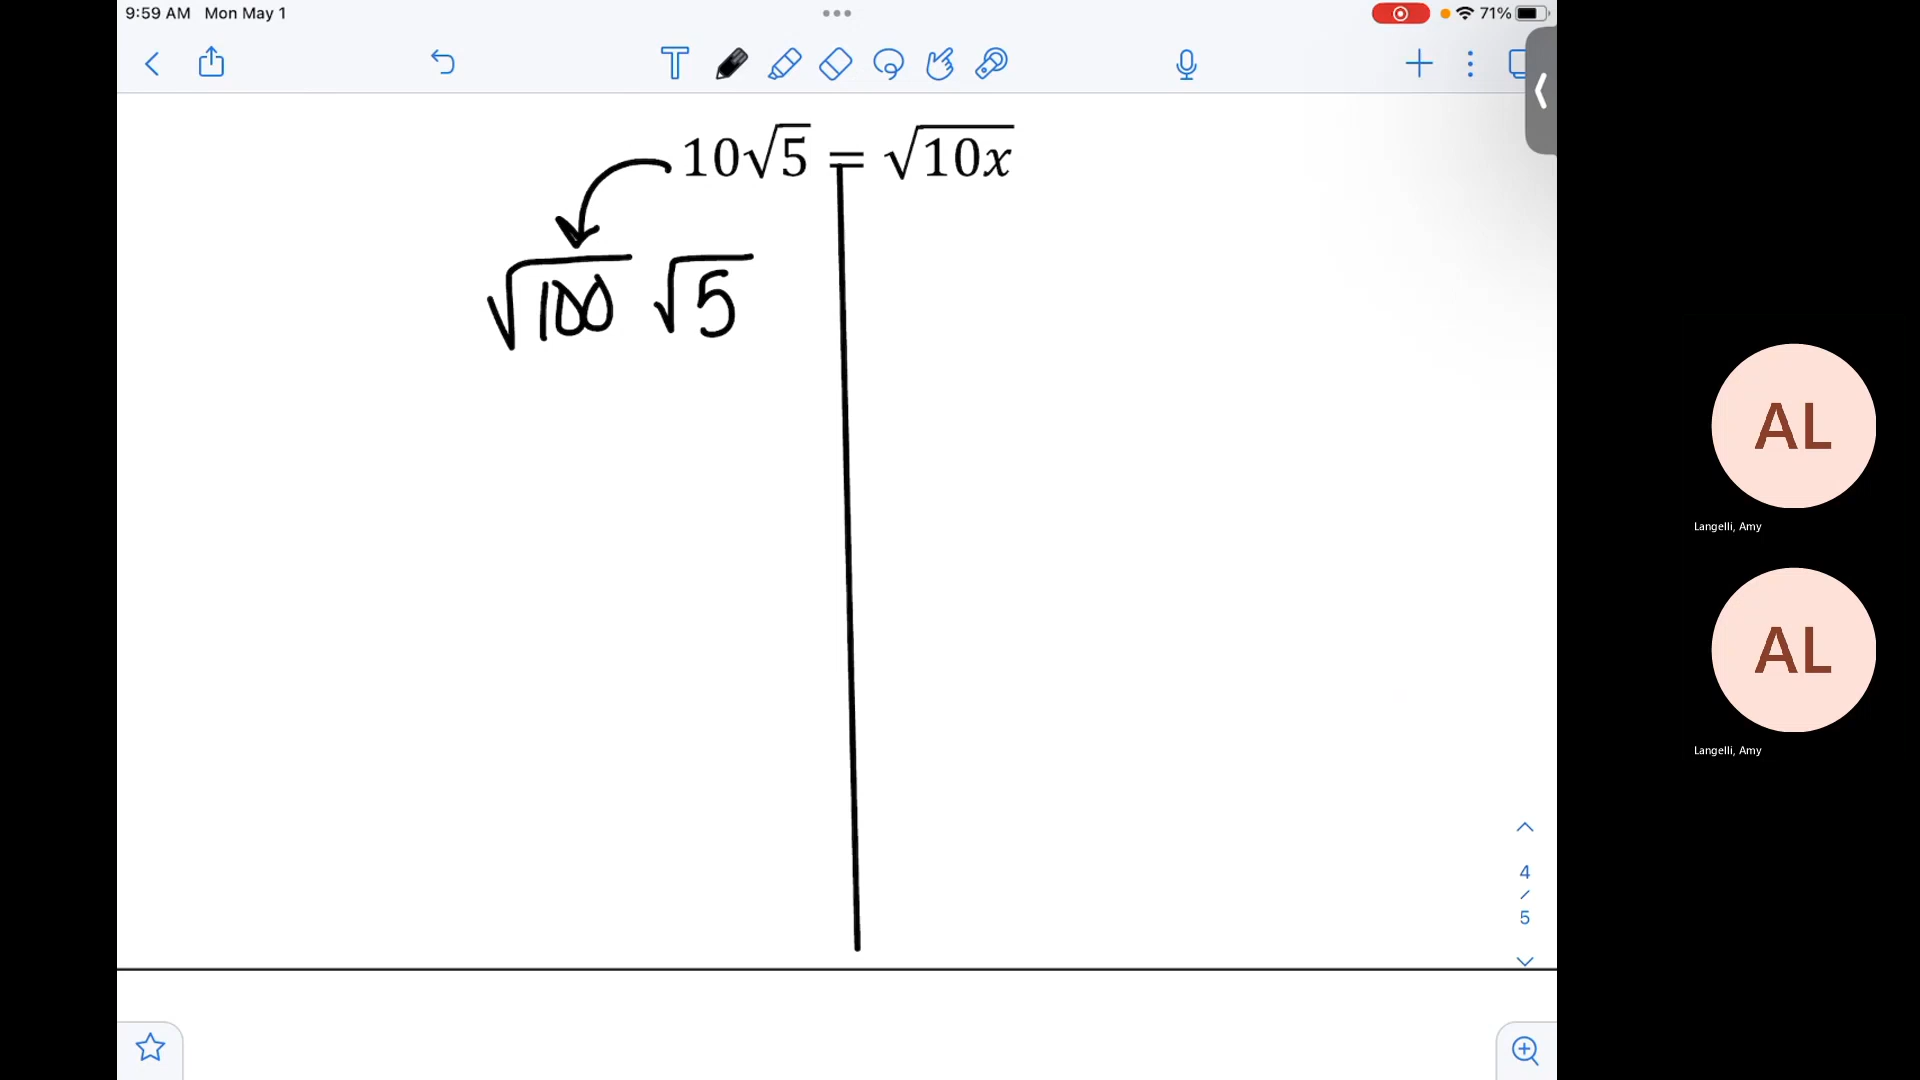 9:59 AM Mon May 1
71%
10√5 = √10x
√100 √5
AL
Langelli, Amy
AL
Langelli, Amy
4
/
5